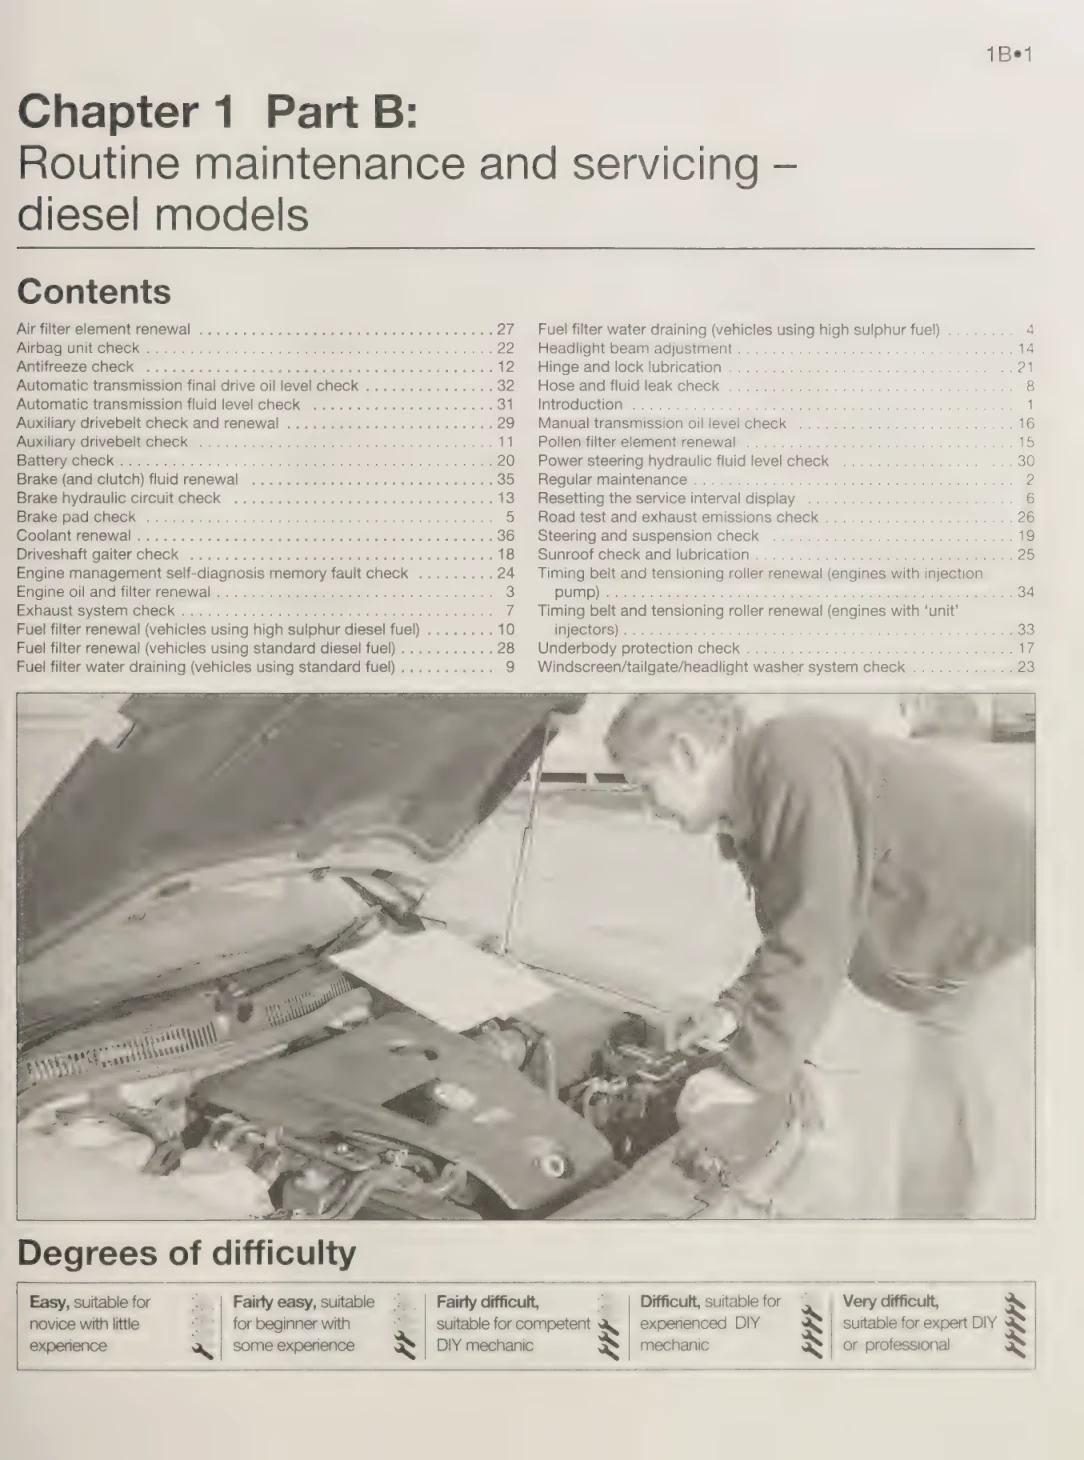 1B•1
Chapter 1 Part B:
Routine maintenance and servicing –
diesel models
Contents
Air filter element renewal . . . . . . . . . . . . . . . . . . . . . . . . . . . . . . . . 27
Airbag unit check . . . . . . . . . . . . . . . . . . . . . . . . . . . . . . . . . . . . . 22
Antifreeze check . . . . . . . . . . . . . . . . . . . . . . . . . . . . . . . . . . . . . 12
Automatic transmission final drive oil level check . . . . . . . . . . . . . . 32
Automatic transmission fluid level check . . . . . . . . . . . . . . . . . . . . 31
Auxiliary drivebelt check and renewal . . . . . . . . . . . . . . . . . . . . . . 29
Auxiliary drivebelt check . . . . . . . . . . . . . . . . . . . . . . . . . . . . . . . 11
Battery check . . . . . . . . . . . . . . . . . . . . . . . . . . . . . . . . . . . . . . . 20
Brake (and clutch) fluid renewal . . . . . . . . . . . . . . . . . . . . . . . . . . 35
Brake hydraulic circuit check . . . . . . . . . . . . . . . . . . . . . . . . . . . . 13
Brake pad check . . . . . . . . . . . . . . . . . . . . . . . . . . . . . . . . . . . . . 5
Coolant renewal . . . . . . . . . . . . . . . . . . . . . . . . . . . . . . . . . . . . . 36
Driveshaft gaiter check . . . . . . . . . . . . . . . . . . . . . . . . . . . . . . . . 18
Engine management self-diagnosis memory fault check . . . . . . . . . 24
Engine oil and filter renewal . . . . . . . . . . . . . . . . . . . . . . . . . . . . . 3
Exhaust system check . . . . . . . . . . . . . . . . . . . . . . . . . . . . . . . . . 7
Fuel filter renewal (vehicles using high sulphur diesel fuel) . . . . . . . . 10
Fuel filter renewal (vehicles using standard diesel fuel) . . . . . . . . . . . 28
Fuel filter water draining (vehicles using standard fuel) . . . . . . . . . . 9
Fuel filter water draining (vehicles using high sulphur fuel) . . . . . . . . 4
Headlight beam adjustment . . . . . . . . . . . . . . . . . . . . . . . . . . . . . 14
Hinge and lock lubrication . . . . . . . . . . . . . . . . . . . . . . . . . . . . . . 21
Hose and fluid leak check . . . . . . . . . . . . . . . . . . . . . . . . . . . . . . 8
Introduction . . . . . . . . . . . . . . . . . . . . . . . . . . . . . . . . . . . . . . . . 1
Manual transmission oil level check . . . . . . . . . . . . . . . . . . . . . . . 16
Pollen filter element renewal . . . . . . . . . . . . . . . . . . . . . . . . . . . . 15
Power steering hydraulic fluid level check . . . . . . . . . . . . . . . . . . . 30
Regular maintenance . . . . . . . . . . . . . . . . . . . . . . . . . . . . . . . . . . 2
Resetting the service interval display . . . . . . . . . . . . . . . . . . . . . . 6
Road test and exhaust emissions check . . . . . . . . . . . . . . . . . . . . 26
Steering and suspension check . . . . . . . . . . . . . . . . . . . . . . . . . . 19
Sunroof check and lubrication . . . . . . . . . . . . . . . . . . . . . . . . . . . 25
Timing belt and tensioning roller renewal (engines with injection
pump) . . . . . . . . . . . . . . . . . . . . . . . . . . . . . . . . . . . . . . . . . . . . 34
Timing belt and tensioning roller renewal (engines with 'unit'
injectors) . . . . . . . . . . . . . . . . . . . . . . . . . . . . . . . . . . . . . . . . . . 33
Underbody protection check . . . . . . . . . . . . . . . . . . . . . . . . . . . . 17
Windscreen/tailgate/headlight washer system check . . . . . . . . . . . 23
Degrees of difficulty
Easy, suitable for
novice with little
experience
Fairly easy, suitable
for beginner with
some experience
Fairly difficult,
suitable for competent
DIY mechanic
Difficult, suitable for
experienced DIY
mechanic
Very difficult,
suitable for expert DIY
or professional